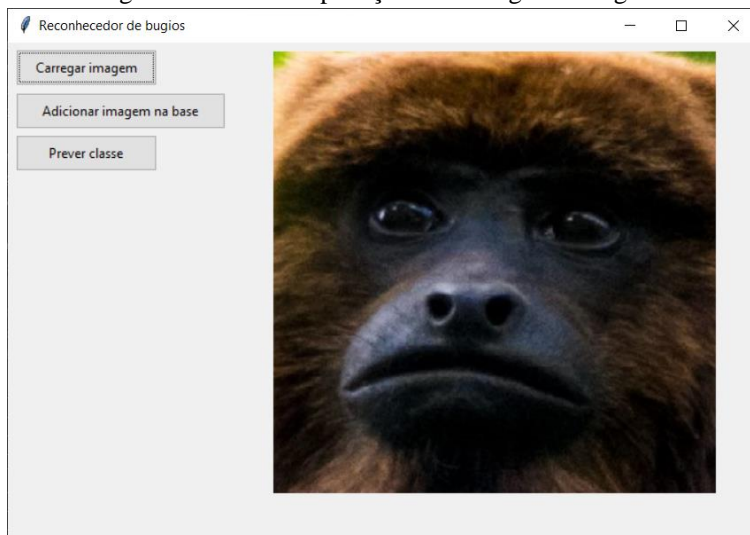 Reconhecedor de bugios
Carregar imagem
Adicionar imagem na base
Prever classe